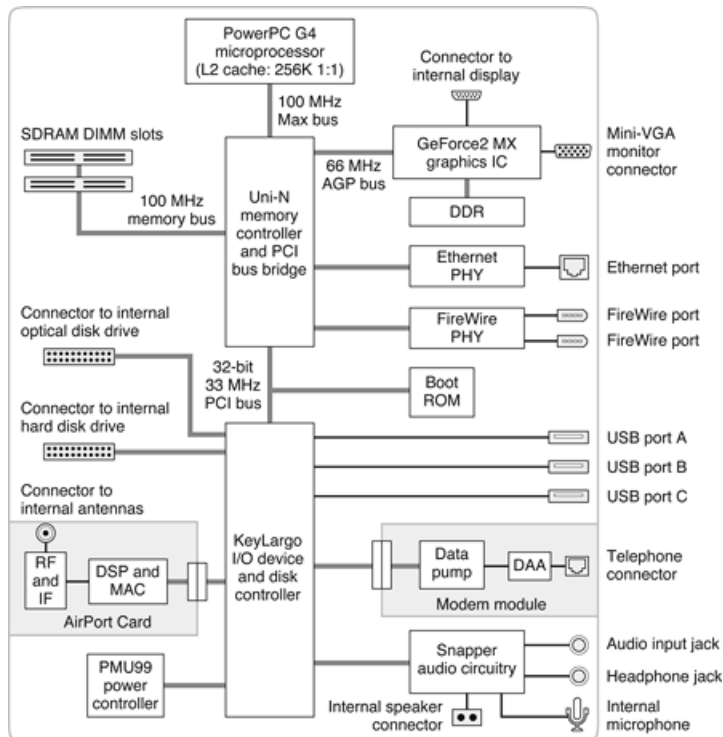 PowerPC G4
microprocessor
(L2 cache: 256K 1:1)
Connector to
internal display
100 MHz
Max bus
SDRAM DIMM slots
GeForce2 MX
graphics IC
Mini-VGA
monitor
connector
66 MHz
AGP bus
100 MHz
memory bus
Uni-N
memory
controller
and PCI
bus bridge
DDR
Ethernet
PHY
Ethernet port
Connector to internal
optical disk drive
FireWire
PHY
FireWire port
FireWire port
32-bit
33 MHz
PCI bus
Boot
ROM
Connector to internal
hard disk drive
USB port A
USB port B
USB port C
Connector to
internal antennas
KeyLargo
I/O device
and disk
controller
RF
and
IF
DSP and
MAC
AirPort Card
Data
pump
DAA
Telephone
connector
Modem module
Snapper
audio circuitry
Audio input jack
Headphone jack
PMU99
power
controller
Internal speaker
connector
Internal
microphone